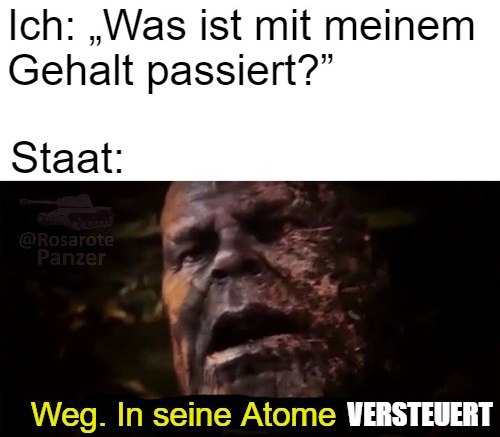 Ich: „Was ist mit meinem
Gehalt passiert?”
Staat:
@Rosarote
Panzer
Weg. In seine Atome VERSTEUERT